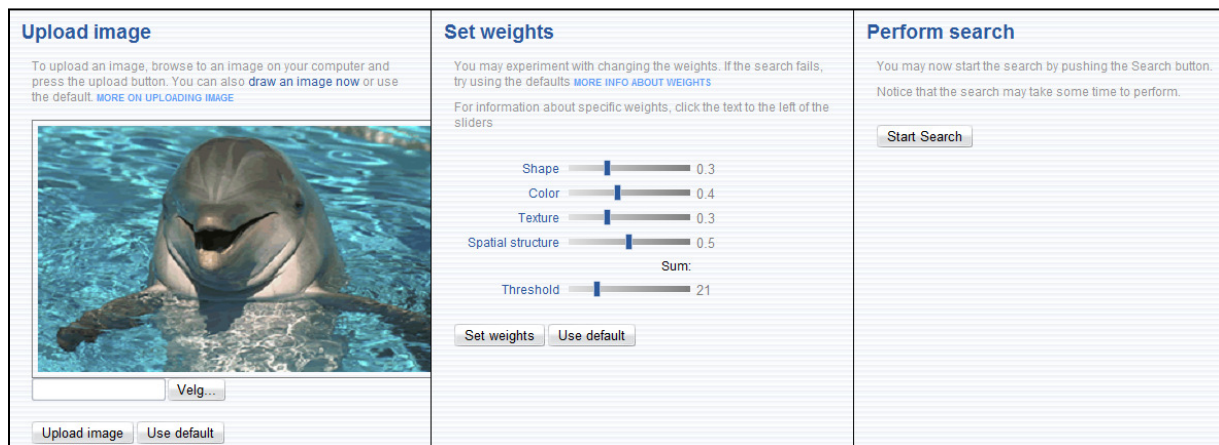 Upload image
To upload an image, browse to an image on your computer and
press the upload button. You can also draw an image now or use
the default. MORE ON UPLOADING IMAGE
Velg...
Upload image Use default
Set weights
You may experiment with changing the weights. If the search fails,
try using the defaults MORE INFO ABOUT WEIGHTS
For information about specific weights, click the text to the left of the
sliders
Shape 0.3
Color 0.4
Texture 0.3
Spatial structure 0.5
Sum:
Threshold 21
Set weights Use default
Perform search
You may now start the search by pushing the Search button.
Notice that the search may take some time to perform.
Start Search